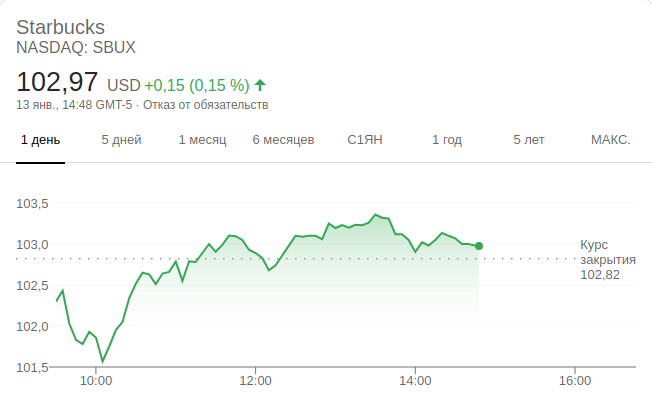 Starbucks
NASDAQ: SBUX
102,97 USD +0,15 (0,15 %)
13 янв., 14:48 GMT-5 · Отказ от обязательств
1 день 5 дней 1 месяц 6 месяцев С1ЯН 1 год 5 лет МАКС.
103,5
103,0
102,5
102,0
101,5
Курс
закрытия
102,82
10:00 12:00 14:00 16:00